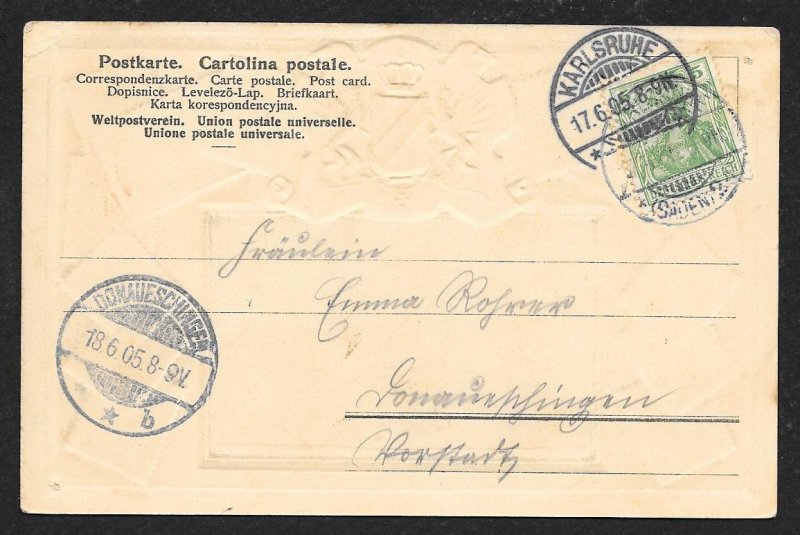 Postkarte. Cartolina postale.
Correspondenzkarte. Carte postale. Post card.
Dopisnice. Levelező-Lap. Briefkaart.
Karta korespondencyjna.
Weltpostverein. Union postale universelle.
Unione postale universale.
KARLSRUHE
17.6.05.8-9N.
(BADEN)
5
Fräulein
Emma Rohrer
Donaueschingen
Vorstadt
DONAUESCHINGEN
18.6.05.8-9V.
* b